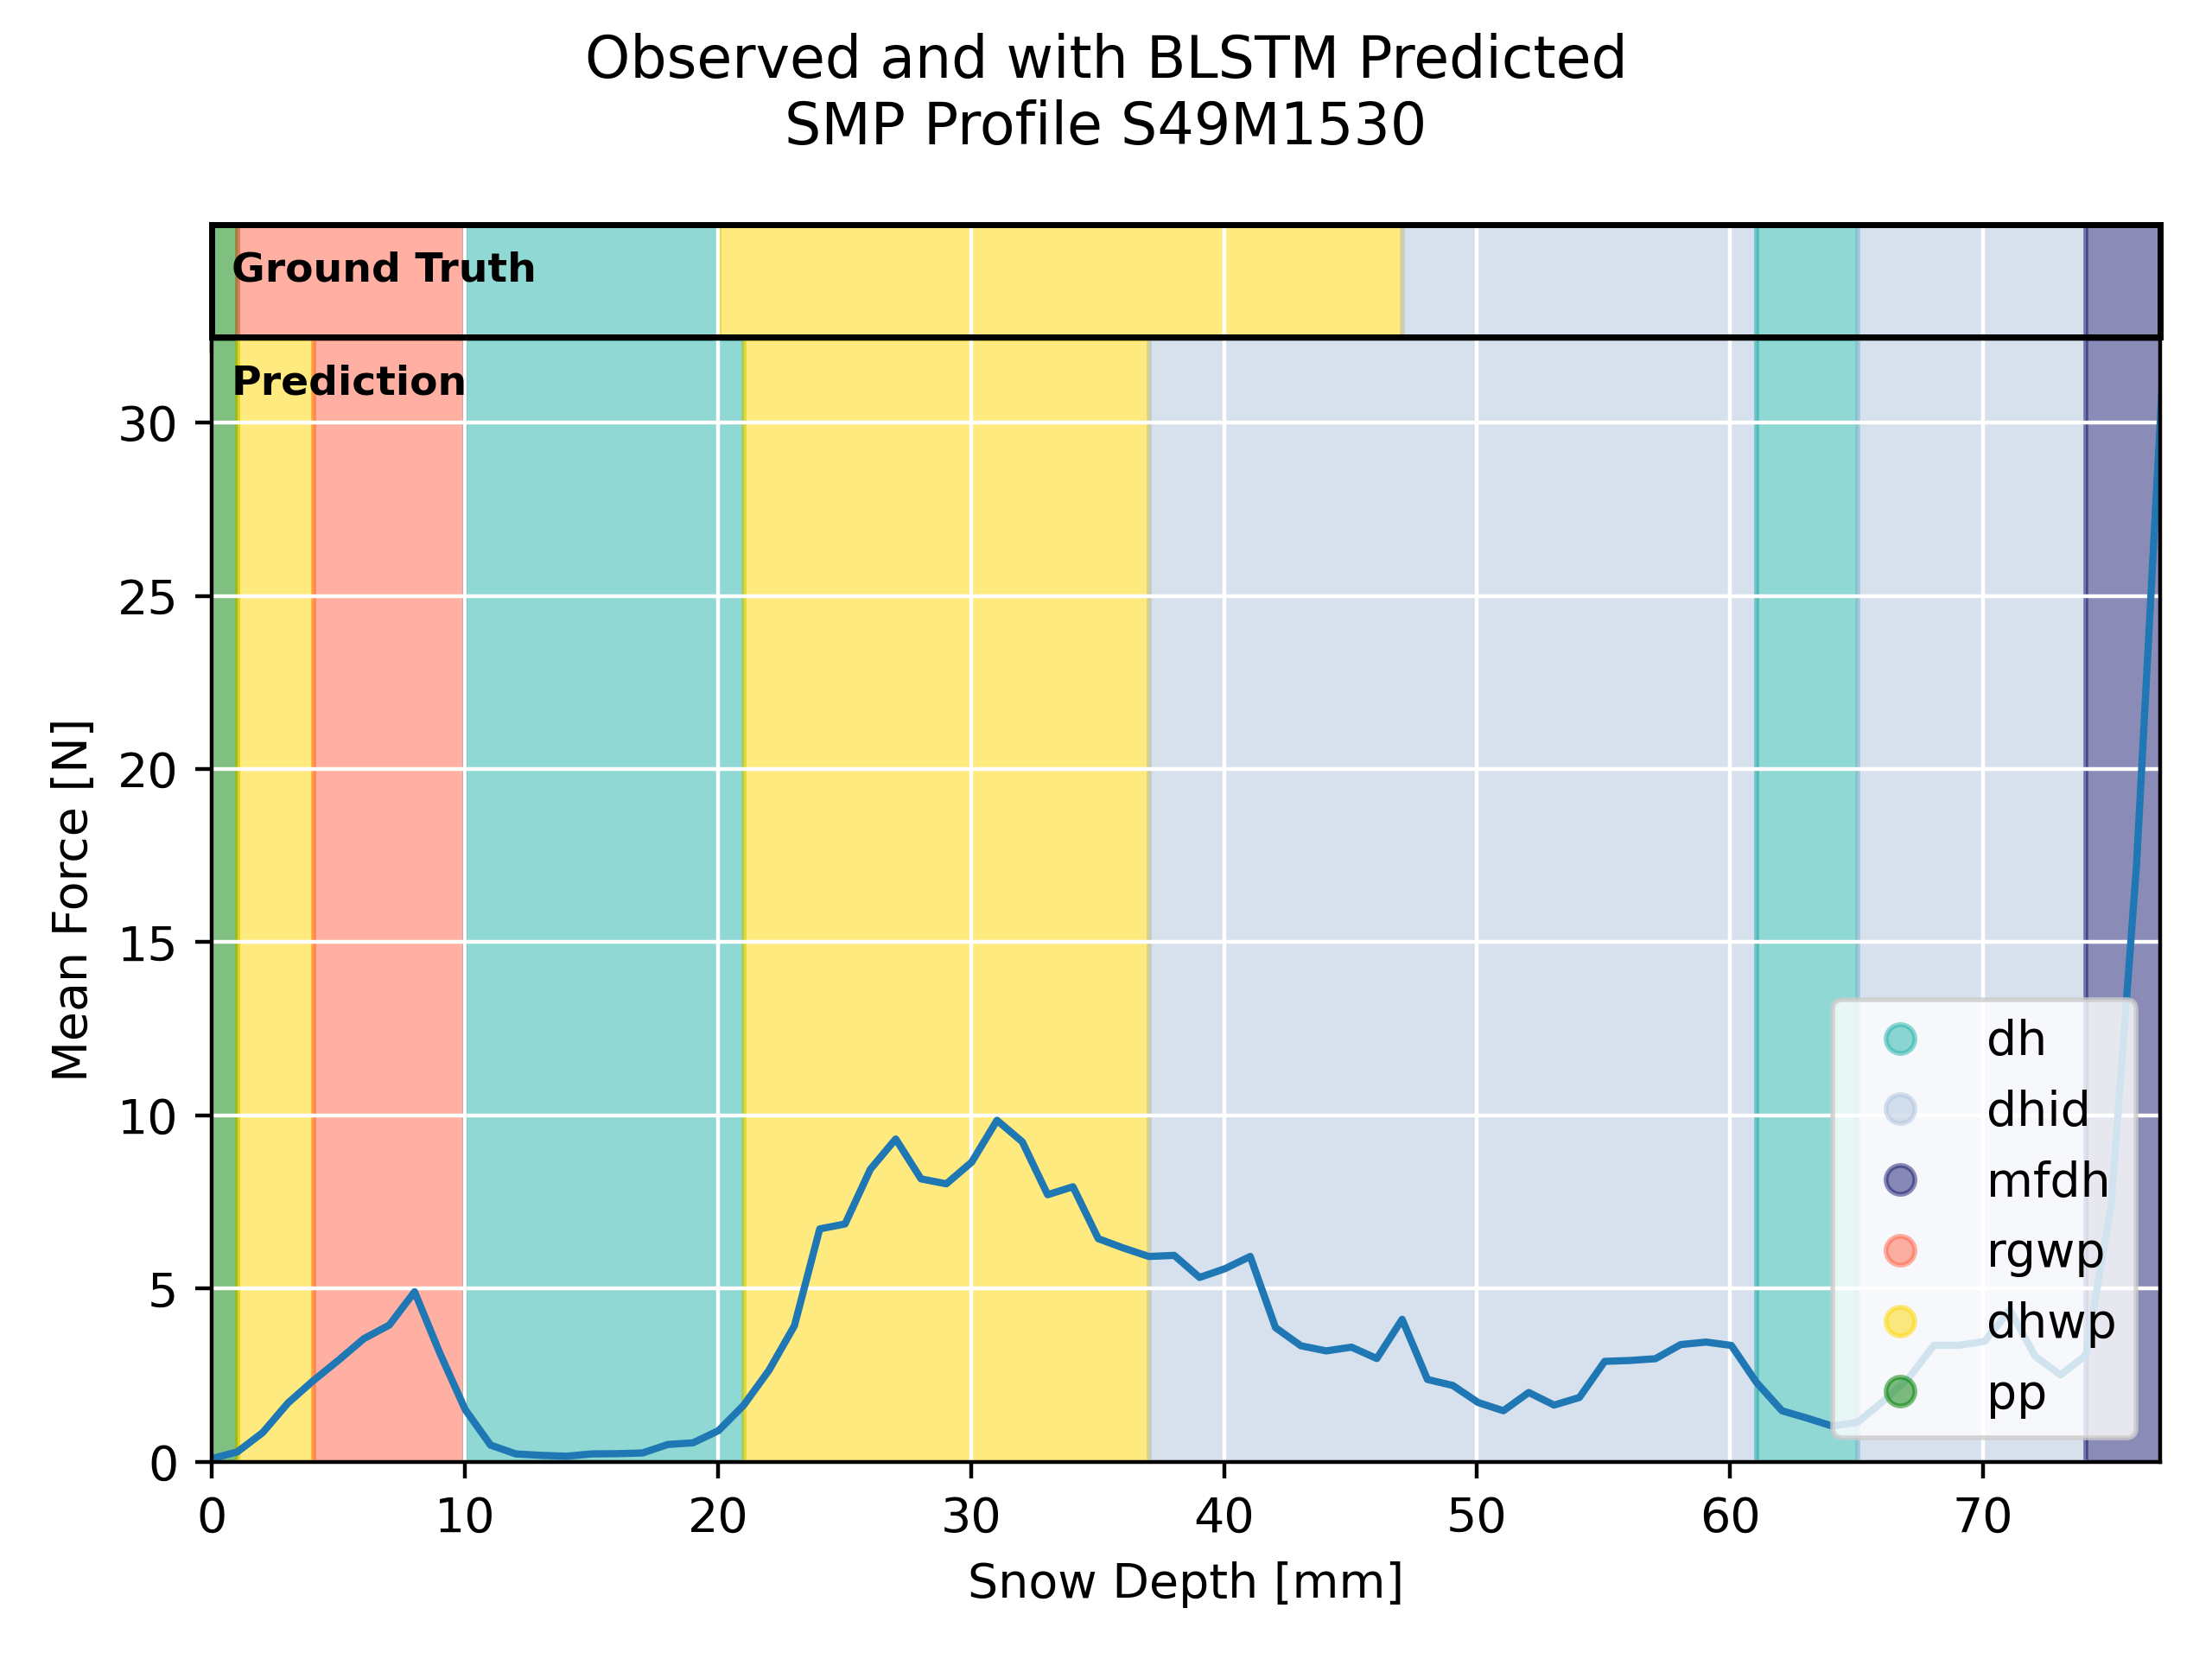 Observed and with BLSTM Predicted
SMP Profile S49M1530
Ground Truth
Prediction
30
25
20
15
10
5
0
Mean Force [N]
dh
dhid
mfdh
rgwp
dhwp
pp
0 10 20 30 40 50 60 70
Snow Depth [mm]